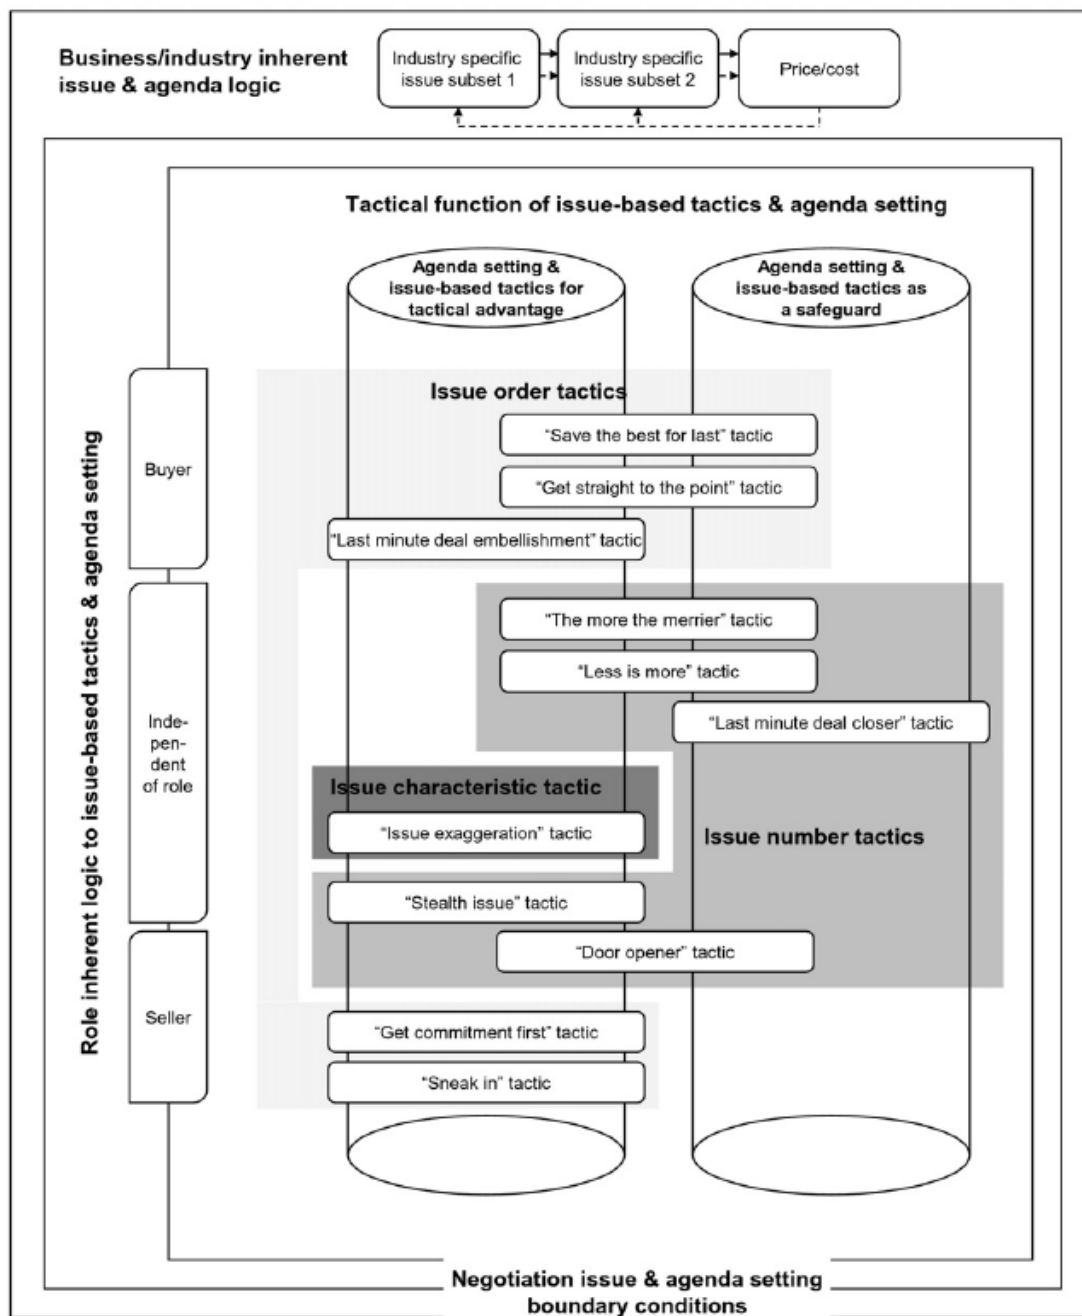 Business/industry inherent
issue & agenda logic
Industry specific
issue subset 1
Industry specific
issue subset 2
Price/cost
Tactical function of issue-based tactics & agenda setting
Agenda setting &
issue-based tactics for
tactical advantage
Agenda setting &
issue-based tactics as
a safeguard
Role inherent logic to issue-based tactics & agenda setting
Buyer
Issue order tactics
“Save the best for last” tactic
“Get straight to the point” tactic
“Last minute deal embellishment” tactic
Inde-
pen-
dent
of role
“The more the merrier” tactic
“Less is more” tactic
“Last minute deal closer” tactic
Issue characteristic tactic
“Issue exaggeration” tactic
Issue number tactics
“Stealth issue” tactic
“Door opener” tactic
Seller
“Get commitment first” tactic
“Sneak in” tactic
Negotiation issue & agenda setting
boundary conditions